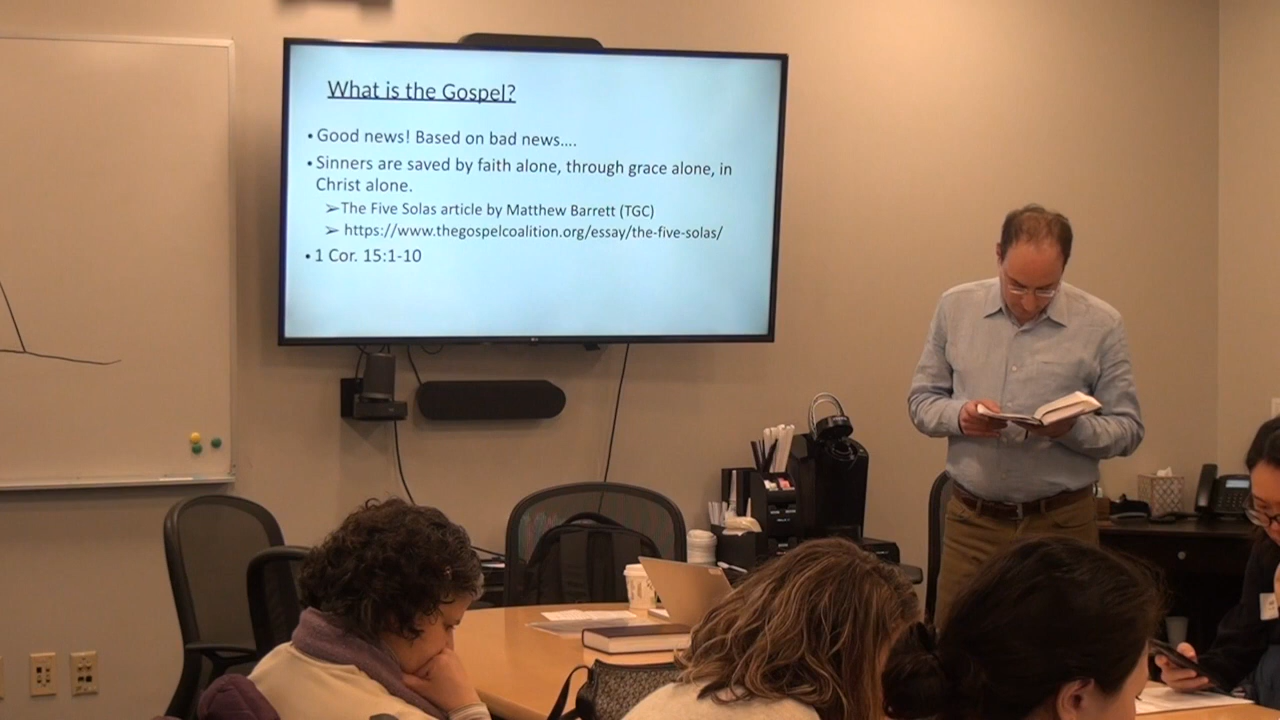 What is the Gospel?
• Good news! Based on bad news....
• Sinners are saved by faith alone, through grace alone, in
Christ alone.
➢The Five Solas article by Matthew Barrett (TGC)
➢ https://www.thegospelcoalition.org/essay/the-five-solas/
• 1 Cor. 15:1-10